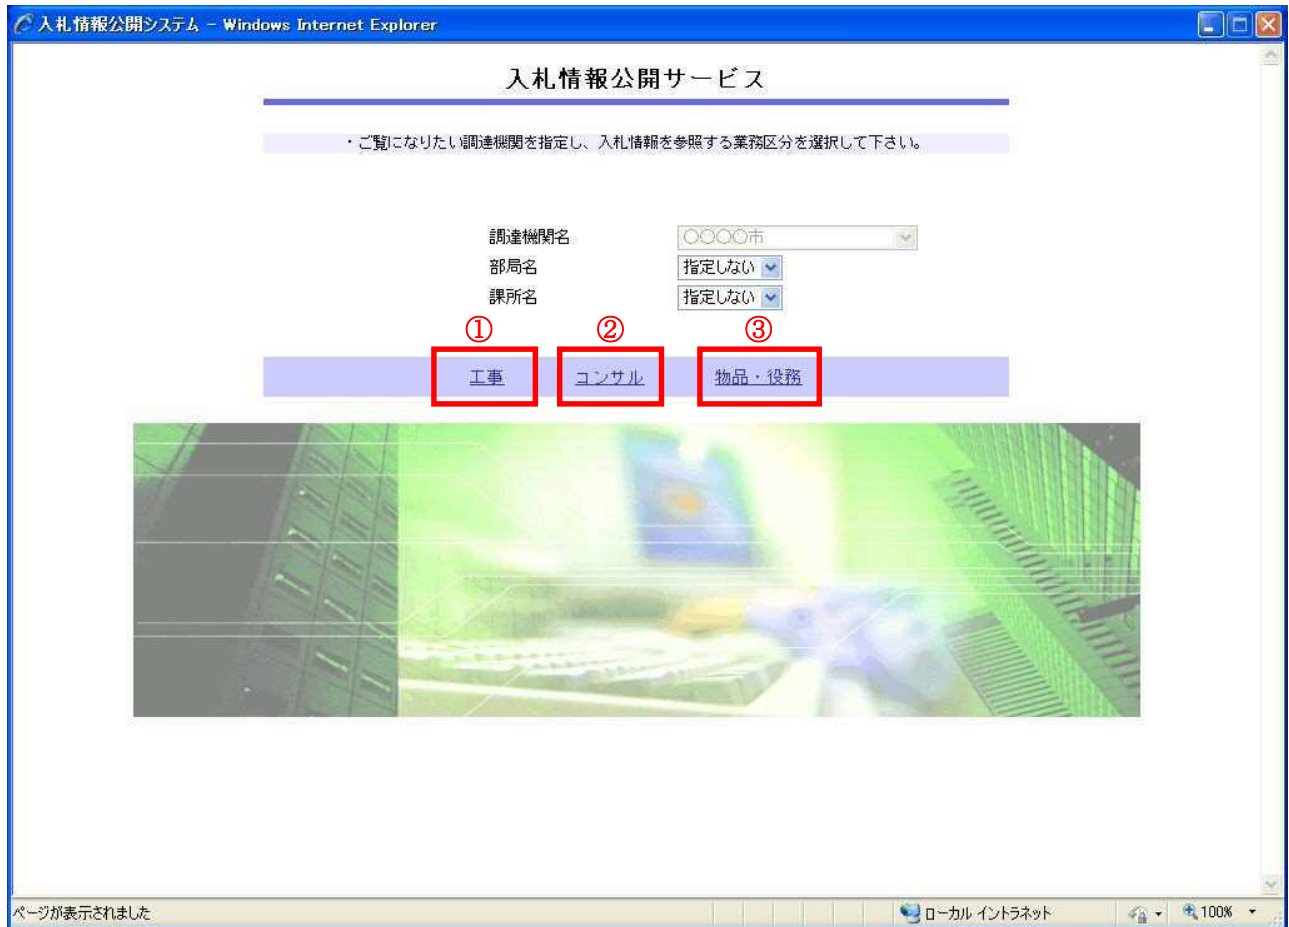 入札情報公開システム - Windows Internet Explorer
入札情報公開サービス
・ご覧になりたい調達機関を指定し、入札情報を参照する業務区分を選択して下さい。
調達機関名 ○○○○市
部局名 指定しない
課所名 指定しない
① ② ③
工事 コンサル 物品・役務
ページが表示されました ローカル イントラネット 100%